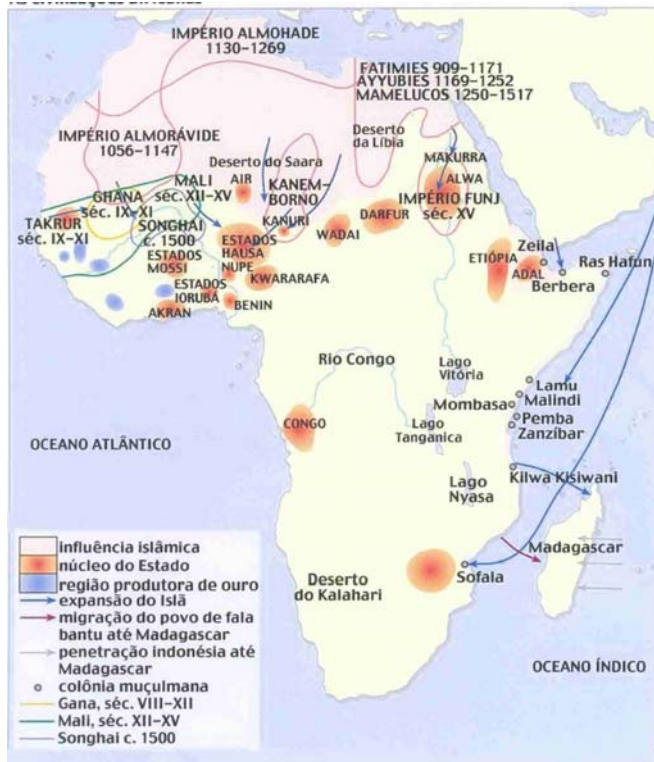 IMPÉRIO ALMOHADE
1130-1269
FATIMIES 909-1171
AYYUBIES 1169-1252
MAMELUCOS 1250-1517
IMPÉRIO ALMORÁVIDE
1056-1147
Deserto
da Líbia
Deserto do Saara
AIR
MAKURRA
ALWA
MALI
séc. XII-XV
KANEM-
BORNO
IMPÉRIO FUNJ
séc. XV
GHANA
séc. IX-XI
TAKRUR
séc. IX-XI
SONGHAI
c. 1500
KANURI
WADAI
DARFUR
ESTADOS
HAUSA
ESTADOS
MOSSI
NUPE
KWARARAFA
ETIÓPIA
ADAL
Zeila
Berbera
Ras Hafun
ESTADOS
IORUBÁ
AKRAN
BENIN
Rio Congo
Lago
Vitória
Lamu
Malindi
Mombasa
Pemba
Zanzíbar
CONGO
Lago
Tanganica
OCEANO ATLÂNTICO
Lago
Nyasa
Kilwa Kisiwani
Madagascar
Sofala
Deserto
do Kalahari
OCEANO ÍNDICO
influência islâmica
núcleo do Estado
região produtora de ouro
expansão do Islã
migração do povo de fala
bantu até Madagascar
penetração indonésia até
Madagascar
colônia muçulmana
Gana, séc. VIII-XII
Mali, séc. XII-XV
Songhai c. 1500